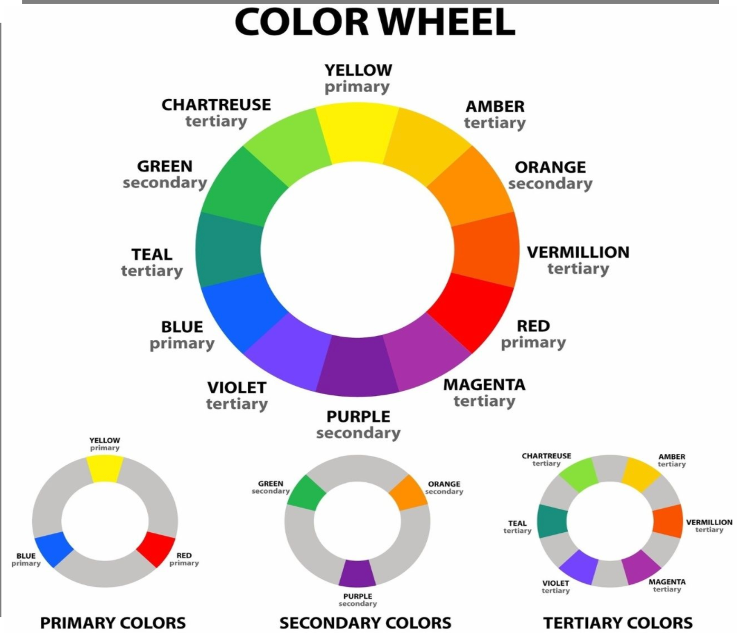 COLOR WHEEL
YELLOW
primary
CHARTREUSE
tertiary
AMBER
tertiary
GREEN
secondary
ORANGE
secondary
TEAL
tertiary
VERMILLION
tertiary
BLUE
primary
RED
primary
VIOLET
tertiary
MAGENTA
tertiary
PURPLE
secondary
YELLOW
primary
BLUE
primary
RED
primary
PRIMARY COLORS
GREEN
secondary
ORANGE
secondary
PURPLE
secondary
SECONDARY COLORS
CHARTREUSE
tertiary
AMBER
tertiary
TEAL
tertiary
VERMILLION
tertiary
VIOLET
tertiary
MAGENTA
tertiary
TERTIARY COLORS